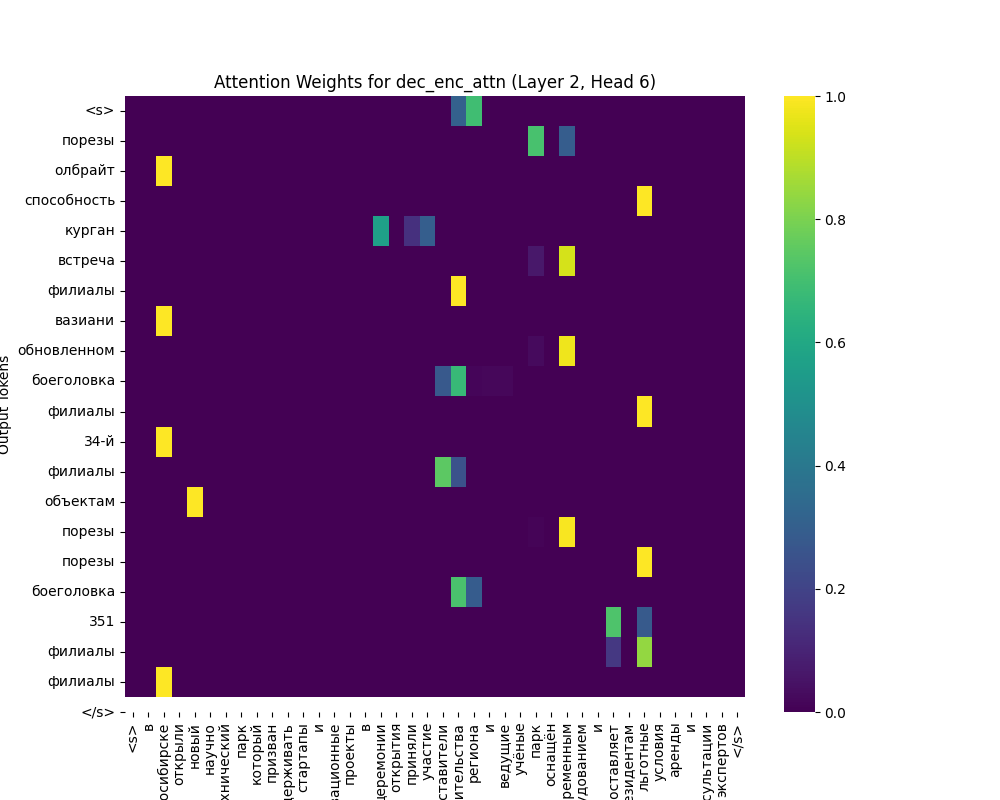 Attention Weights for dec_enc_attn (Layer 2, Head 6)
Output Tokens
<s>
порезы
олбрайт
способность
курган
встреча
филиалы
вазиани
обновленном
боеголовка
филиалы
34-й
филиалы
объектам
порезы
порезы
боеголовка
351
филиалы
филиалы
</s>
<s>
в
осибирске
открыли
новый
научно
хнический
парк
который
призван
держивать
стартапы
и
зационные
проекты
в
церемонии
открытия
приняли
участие
ставители
ительства
региона
и
ведущие
учёные
парк
оснащён
ременным
удованием
и
оставляет
езидентам
льготные
условия
аренды
и
сультации
экспертов
</s>
1.0
0.8
0.6
0.4
0.2
0.0